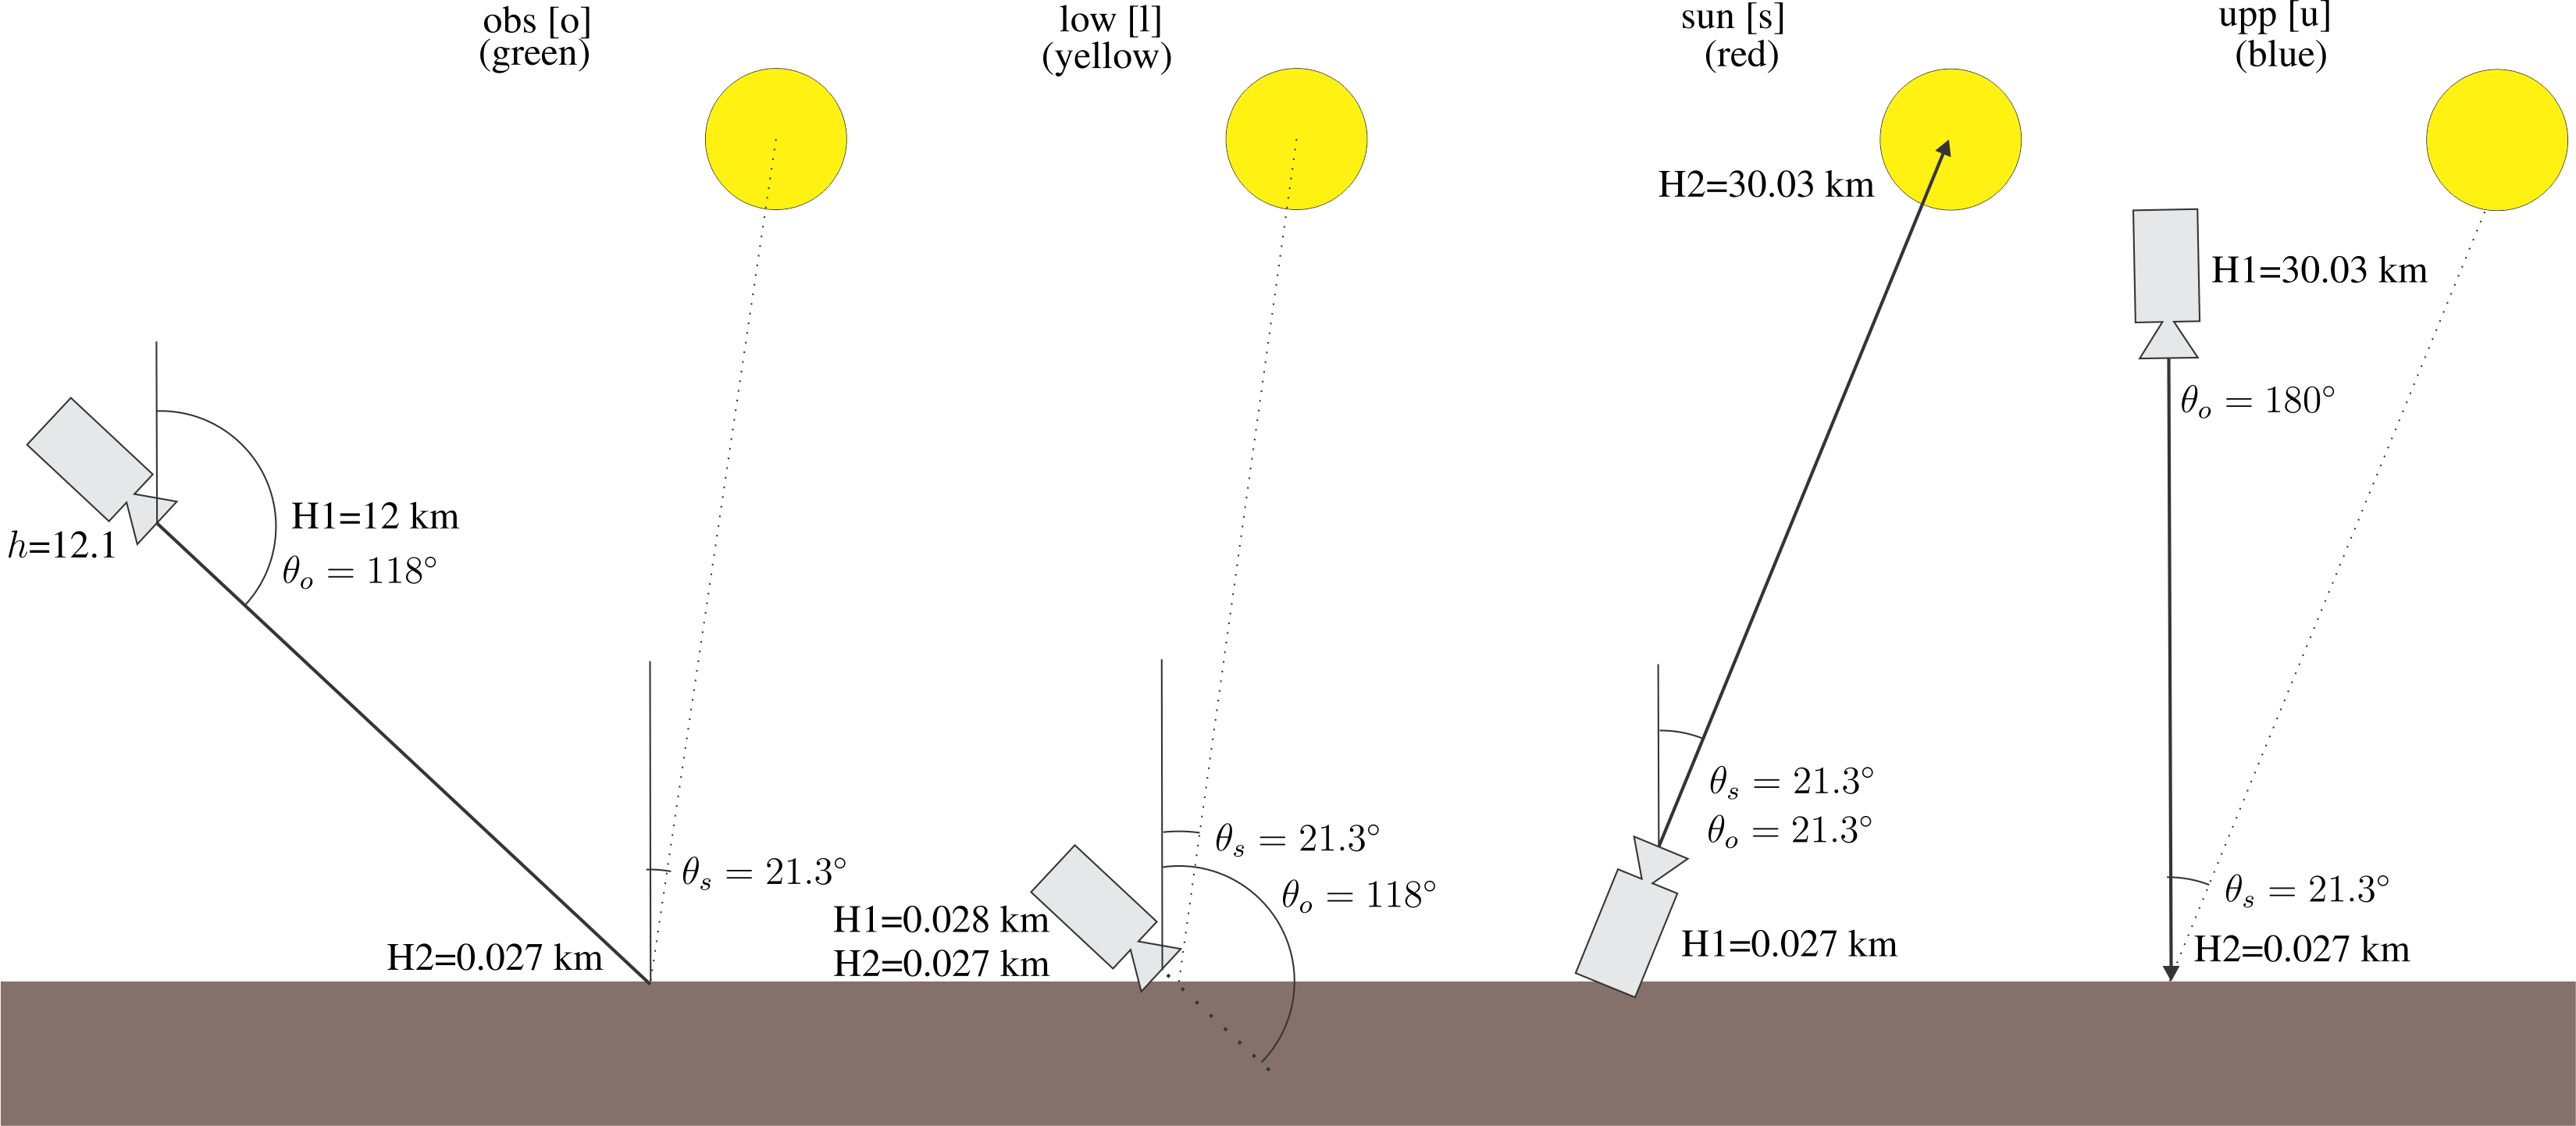 obs [o]
(green)
h=12.1
H1=12 km
θₒ = 118°
θₛ = 21.3°
H2=0.027 km
low [l]
(yellow)
θₛ = 21.3°
θₒ = 118°
H1=0.028 km
H2=0.027 km
sun [s]
(red)
H2=30.03 km
θₛ = 21.3°
θₒ = 21.3°
H1=0.027 km
upp [u]
(blue)
H1=30.03 km
θₒ = 180°
θₛ = 21.3°
H2=0.027 km